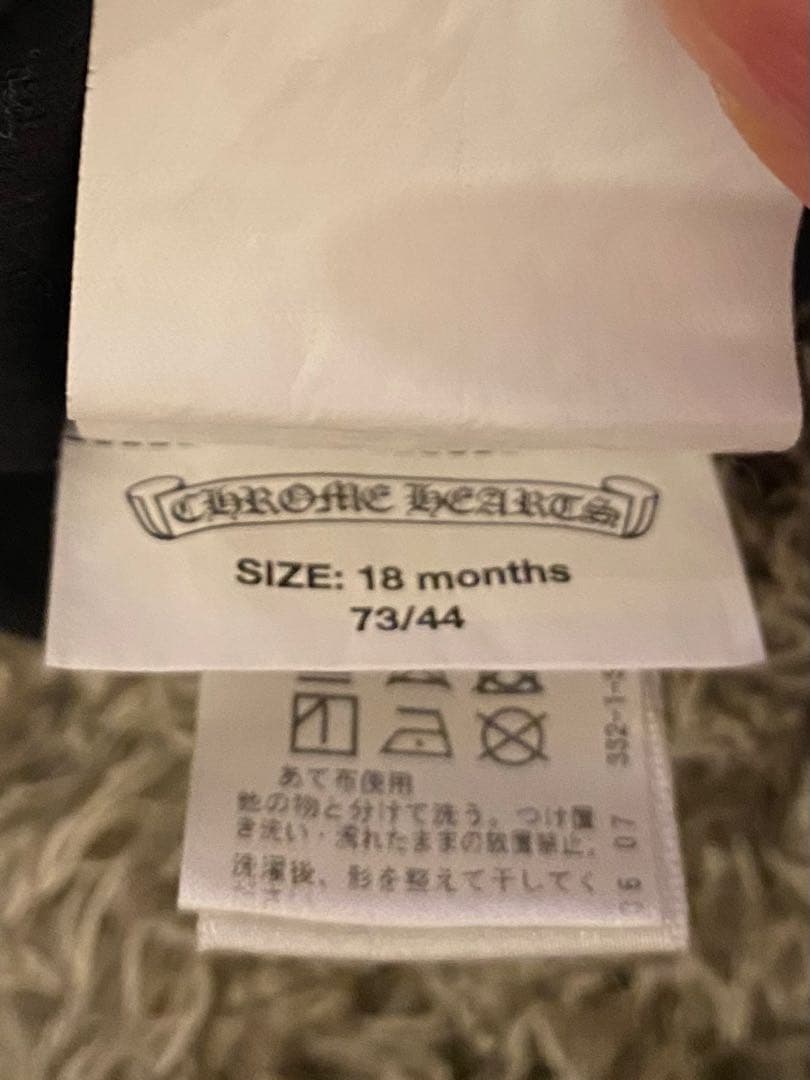 CHROME HEARTS
SIZE: 18 months
73/44
あて布使用
他の物と分けて洗う。つけ置
き洗い・濡れたままの放置禁止。
洗濯後、形を整えて干してく
07